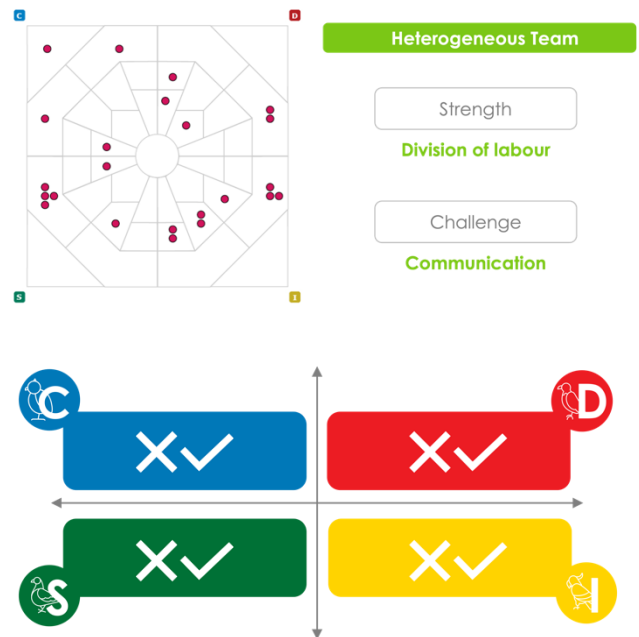 C
D
Heterogeneous Team
Strength
Division of labour
Challenge
Communication
S
I
C
D
S
I